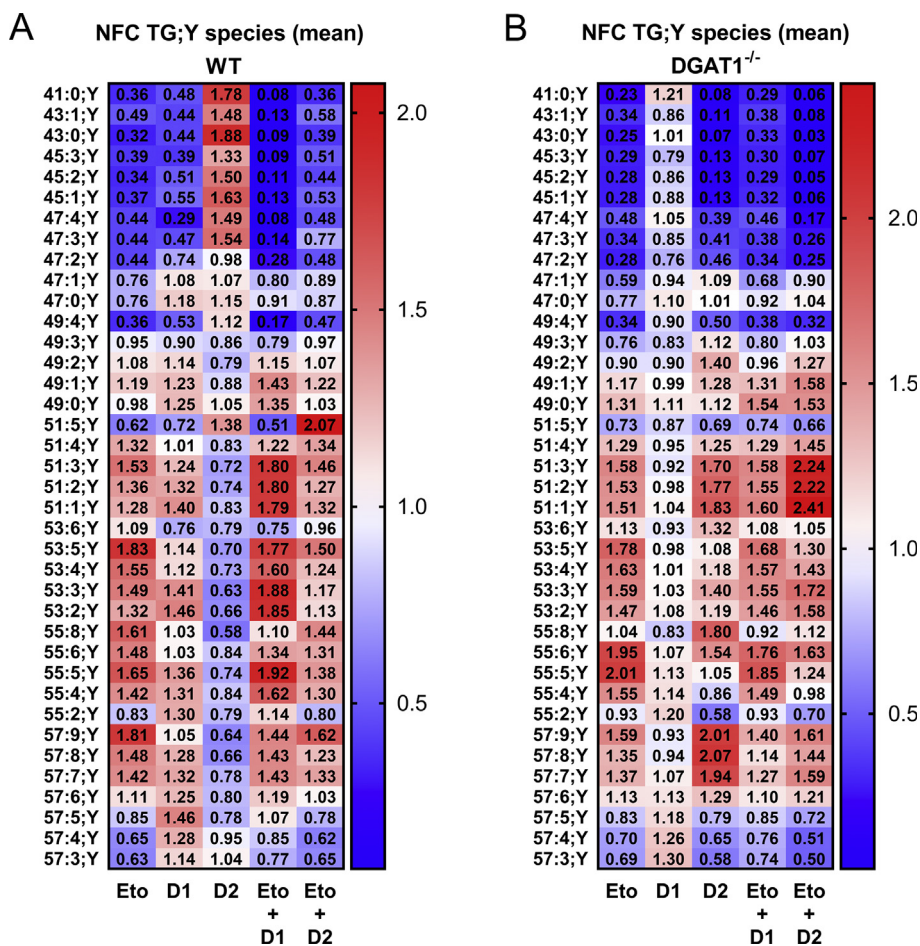 A
NFC TG;Y species (mean)
WT
41:0;Y 0.36 0.48 1.78 0.08 0.36
43:1;Y 0.49 0.44 1.48 0.13 0.58
43:0;Y 0.32 0.44 1.88 0.09 0.39
45:3;Y 0.39 0.39 1.33 0.09 0.51
45:2;Y 0.34 0.51 1.50 0.11 0.44
45:1;Y 0.37 0.55 1.63 0.13 0.53
47:4;Y 0.44 0.29 1.49 0.08 0.48
47:3;Y 0.44 0.47 1.54 0.14 0.77
47:2;Y 0.44 0.74 0.98 0.28 0.48
47:1;Y 0.76 1.08 1.07 0.80 0.89
47:0;Y 0.76 1.18 1.15 0.91 0.87
49:4;Y 0.36 0.53 1.12 0.17 0.47
49:3;Y 0.95 0.90 0.86 0.79 0.97
49:2;Y 1.08 1.14 0.79 1.15 1.07
49:1;Y 1.19 1.23 0.88 1.43 1.22
49:0;Y 0.98 1.25 1.05 1.35 1.03
51:5;Y 0.62 0.72 1.38 0.51 2.07
51:4;Y 1.32 1.01 0.83 1.22 1.34
51:3;Y 1.53 1.24 0.72 1.80 1.46
51:2;Y 1.36 1.32 0.74 1.80 1.27
51:1;Y 1.28 1.40 0.83 1.79 1.32
53:6;Y 1.09 0.76 0.79 0.75 0.96
53:5;Y 1.83 1.14 0.70 1.77 1.50
53:4;Y 1.55 1.12 0.73 1.60 1.24
53:3;Y 1.49 1.41 0.63 1.88 1.17
53:2;Y 1.32 1.46 0.66 1.85 1.13
55:8;Y 1.61 1.03 0.58 1.10 1.44
55:6;Y 1.48 1.03 0.84 1.34 1.31
55:5;Y 1.65 1.36 0.74 1.92 1.38
55:4;Y 1.42 1.31 0.84 1.62 1.30
55:2;Y 0.83 1.30 0.79 1.14 0.80
57:9;Y 1.81 1.05 0.64 1.44 1.62
57:8;Y 1.48 1.28 0.66 1.43 1.23
57:7;Y 1.42 1.32 0.78 1.43 1.33
57:6;Y 1.11 1.25 0.80 1.19 1.03
57:5;Y 0.85 1.46 0.78 1.07 0.78
57:4;Y 0.65 1.28 0.95 0.85 0.62
57:3;Y 0.63 1.14 1.04 0.77 0.65
Eto D1 D2 Eto Eto
+ +
D1 D2
2.0
1.5
1.0
0.5
B
NFC TG;Y species (mean)
DGAT1-/-
41:0;Y 0.23 1.21 0.08 0.29 0.06
43:1;Y 0.34 0.86 0.11 0.38 0.08
43:0;Y 0.25 1.01 0.07 0.33 0.03
45:3;Y 0.29 0.79 0.13 0.30 0.07
45:2;Y 0.28 0.86 0.13 0.29 0.05
45:1;Y 0.28 0.88 0.13 0.32 0.06
47:4;Y 0.48 1.05 0.39 0.46 0.17
47:3;Y 0.34 0.85 0.41 0.38 0.26
47:2;Y 0.28 0.76 0.46 0.34 0.25
47:1;Y 0.59 0.94 1.09 0.68 0.90
47:0;Y 0.77 1.10 1.01 0.92 1.04
49:4;Y 0.34 0.90 0.50 0.38 0.32
49:3;Y 0.76 0.83 1.12 0.80 1.03
49:2;Y 0.90 0.90 1.40 0.96 1.27
49:1;Y 1.17 0.99 1.28 1.31 1.58
49:0;Y 1.31 1.11 1.12 1.54 1.53
51:5;Y 0.73 0.87 0.69 0.74 0.66
51:4;Y 1.29 0.95 1.25 1.29 1.45
51:3;Y 1.58 0.92 1.70 1.58 2.24
51:2;Y 1.53 0.98 1.77 1.55 2.22
51:1;Y 1.51 1.04 1.83 1.60 2.41
53:6;Y 1.13 0.93 1.32 1.08 1.05
53:5;Y 1.78 0.98 1.08 1.68 1.30
53:4;Y 1.63 1.01 1.18 1.57 1.43
53:3;Y 1.59 1.03 1.40 1.55 1.72
53:2;Y 1.47 1.08 1.19 1.46 1.58
55:8;Y 1.04 0.83 1.80 0.92 1.12
55:6;Y 1.95 1.07 1.54 1.76 1.63
55:5;Y 2.01 1.13 1.05 1.85 1.24
55:4;Y 1.55 1.14 0.86 1.49 0.98
55:2;Y 0.93 1.20 0.58 0.93 0.70
57:9;Y 1.59 0.93 2.01 1.40 1.61
57:8;Y 1.35 0.94 2.07 1.14 1.44
57:7;Y 1.37 1.07 1.94 1.27 1.59
57:6;Y 1.13 1.13 1.29 1.10 1.21
57:5;Y 0.83 1.18 0.79 0.85 0.72
57:4;Y 0.70 1.26 0.65 0.76 0.51
57:3;Y 0.69 1.30 0.58 0.74 0.50
Eto D1 D2 Eto Eto
+ +
D1 D2
2.0
1.5
1.0
0.5